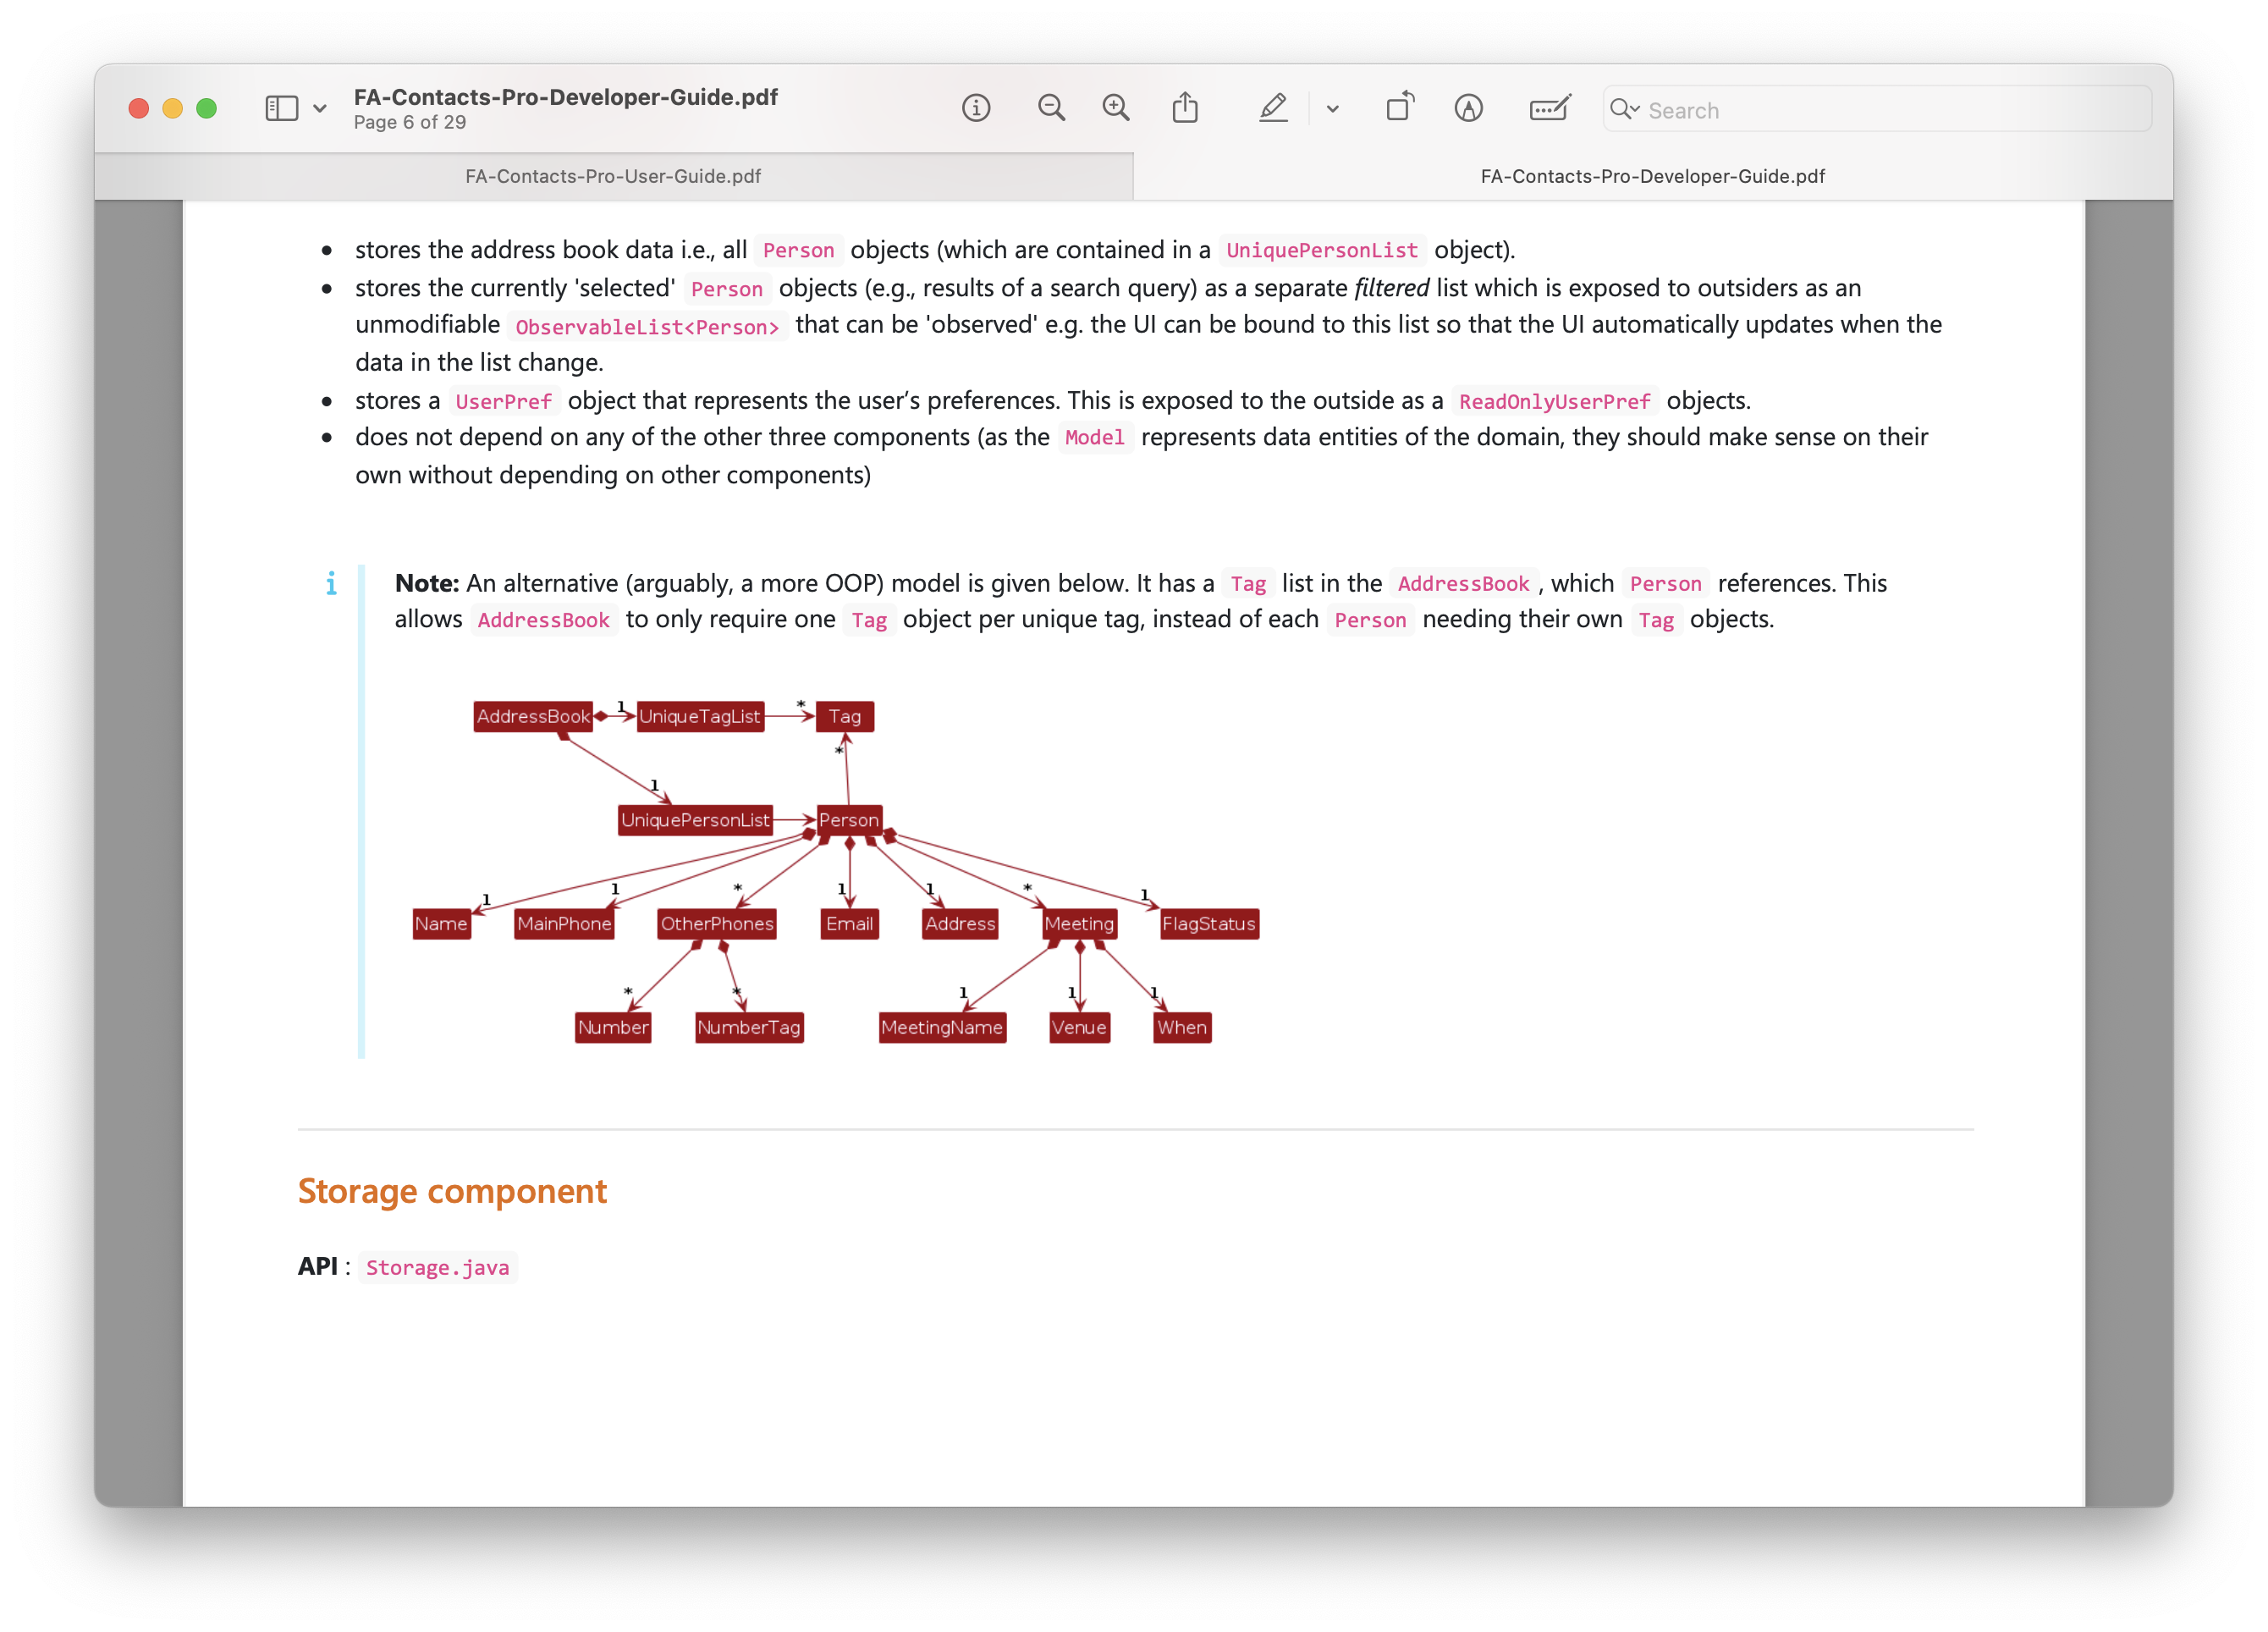 FA-Contacts-Pro-Developer-Guide.pdf
Page 6 of 29
Search
FA-Contacts-Pro-User-Guide.pdf
FA-Contacts-Pro-Developer-Guide.pdf
• stores the address book data i.e., all Person objects (which are contained in a UniquePersonList object).
• stores the currently 'selected' Person objects (e.g., results of a search query) as a separate filtered list which is exposed to outsiders as an
unmodifiable ObservableList<Person> that can be 'observed' e.g. the UI can be bound to this list so that the UI automatically updates when the
data in the list change.
• stores a UserPref object that represents the user’s preferences. This is exposed to the outside as a ReadOnlyUserPref objects.
• does not depend on any of the other three components (as the Model represents data entities of the domain, they should make sense on their
own without depending on other components)
i
Note: An alternative (arguably, a more OOP) model is given below. It has a Tag list in the AddressBook , which Person references. This
allows AddressBook to only require one Tag object per unique tag, instead of each Person needing their own Tag objects.
AddressBook 1 UniqueTagList * Tag
*
1
UniquePersonList Person
1 1 * 1 1 * 1
Name MainPhone OtherPhones Email Address Meeting FlagStatus
* * 1 1 1
Number NumberTag MeetingName Venue When
Storage component
API : Storage.java